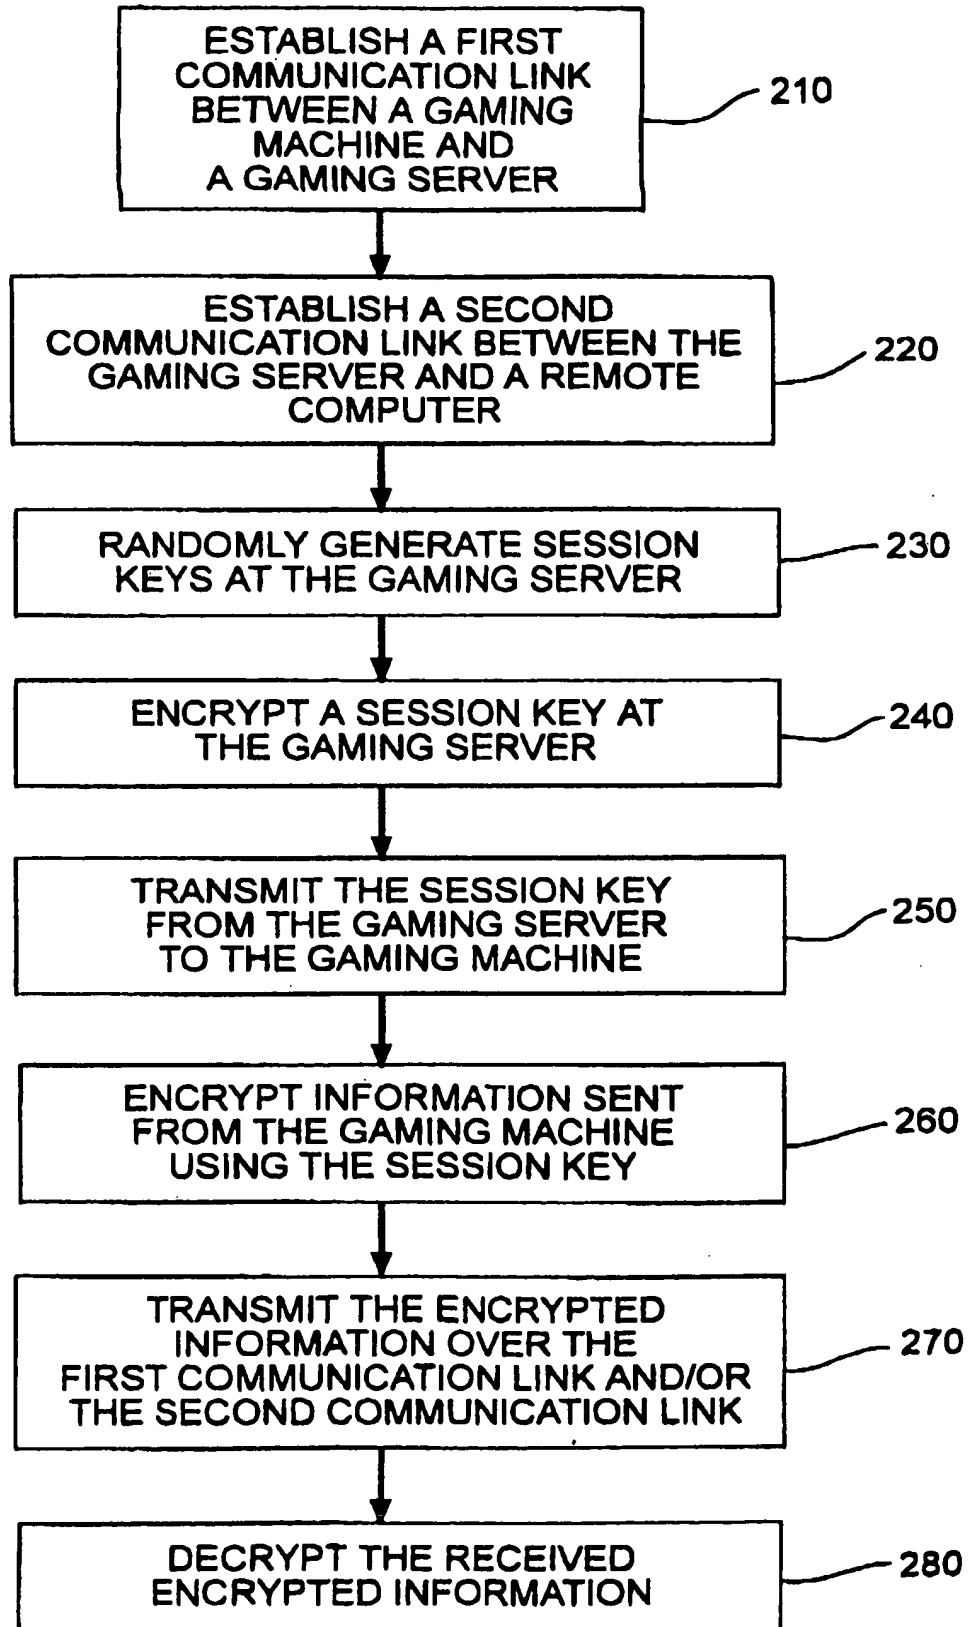 ESTABLISH A FIRST
COMMUNICATION LINK
BETWEEN A GAMING
MACHINE AND
A GAMING SERVER
210
ESTABLISH A SECOND
COMMUNICATION LINK BETWEEN THE
GAMING SERVER AND A REMOTE
COMPUTER
220
RANDOMLY GENERATE SESSION
KEYS AT THE GAMING SERVER
230
ENCRYPT A SESSION KEY AT
THE GAMING SERVER
240
TRANSMIT THE SESSION KEY
FROM THE GAMING SERVER
TO THE GAMING MACHINE
250
ENCRYPT INFORMATION SENT
FROM THE GAMING MACHINE
USING THE SESSION KEY
260
TRANSMIT THE ENCRYPTED
INFORMATION OVER THE
FIRST COMMUNICATION LINK AND/OR
THE SECOND COMMUNICATION LINK
270
DECRYPT THE RECEIVED
ENCRYPTED INFORMATION
280